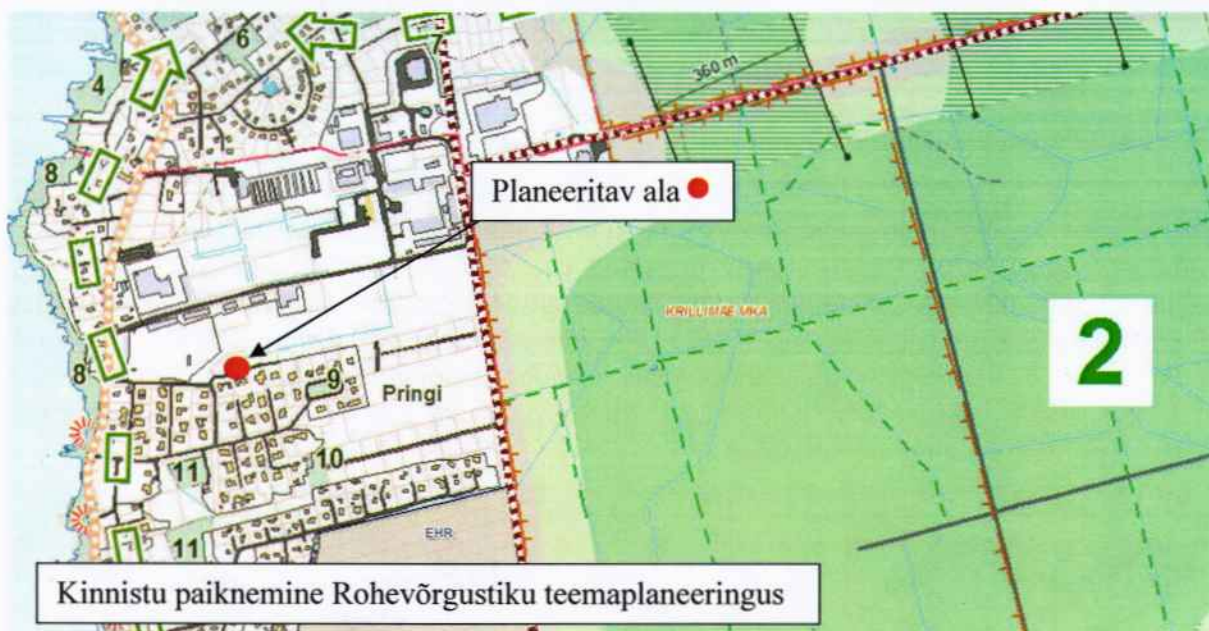 6
7
4
360 m
8
Planeeritav ala
KRILLIMÄE MKA
2
8
9
Pringi
11
10
11
EHR
Kinnistu paiknemine Rohevõrgustiku teemaplaneeringus